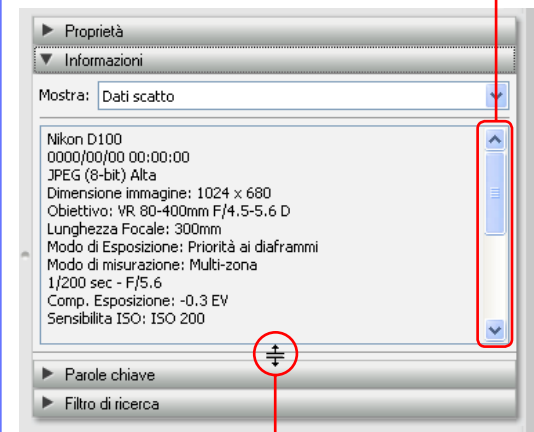 Proprietà
Informazioni
Mostra: Dati scatto
Nikon D100
0000/00/00 00:00:00
JPEG (8-bit) Alta
Dimensione immagine: 1024 x 680
Obiettivo: VR 80-400mm F/4.5-5.6 D
Lunghezza Focale: 300mm
Modo di Esposizione: Priorità ai diaframmi
Modo di misurazione: Multi-zona
1/200 sec - F/5.6
Comp. Esposizione: -0.3 EV
Sensibilita ISO: ISO 200
Parole chiave
Filtro di ricerca